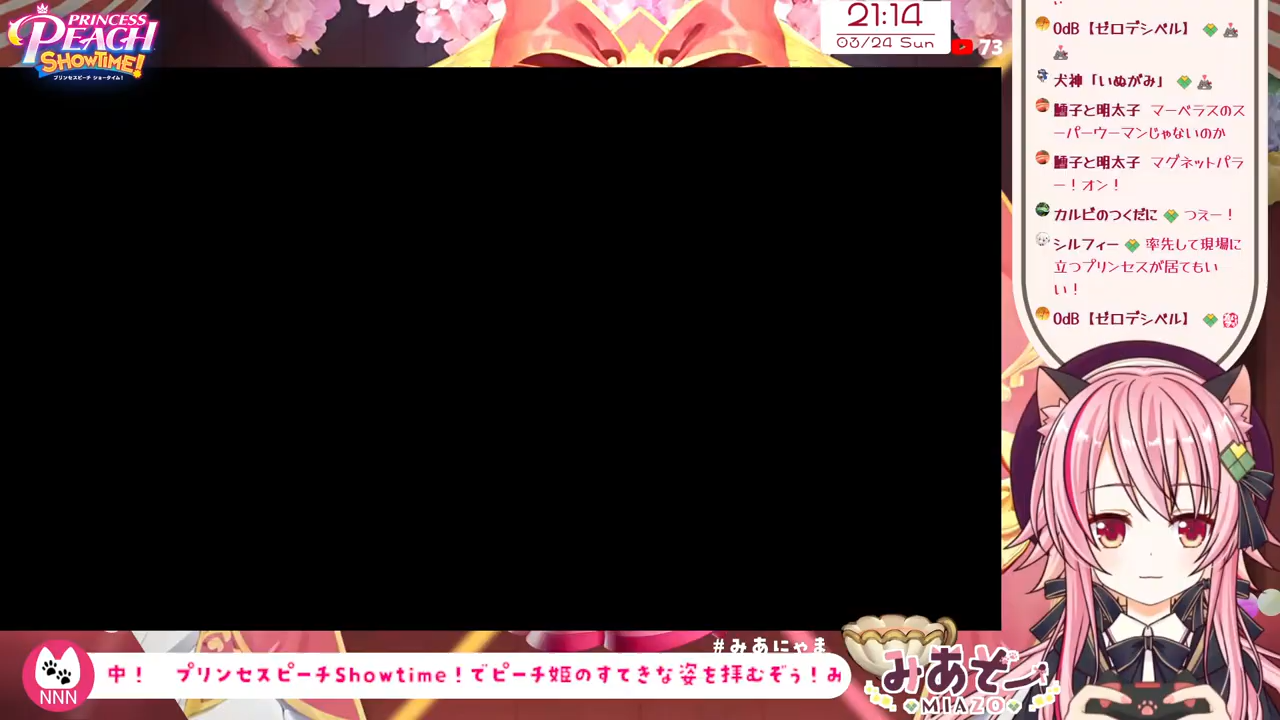 PRINCESS
PEACH
SHOWTIME!
プリンセスピーチ ショータイム!
21:14
03/24 Sun
73
0dB【ゼロデシベル】
犬神「いぬがみ」
鱈子と明太子 マーベラスのス
ーパーウーマンじゃないのか
鱈子と明太子 マグネットパラ
ー！オン！
カルビのつくだに つえー！
シルフィー 率先して現場に
立つプリンセスが居てもい
い！
0dB【ゼロデシベル】
#みあにゃま
NNN
中！　プリンセスピーチShowtime！でピーチ姫のすてきな姿を拝むぞぅ！み
みあぞー
MIAZO